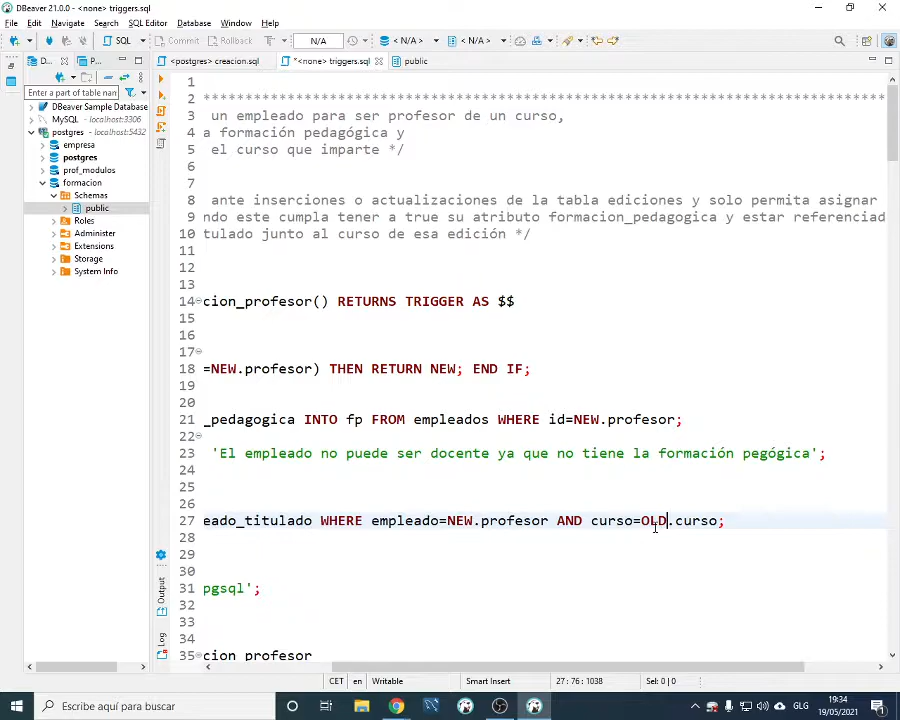 DBeaver 21.0.0 - <none> triggers.sql
File Edit Navigate Search SQL Editor Database Window Help
SQL Commit Rollback T N/A < N/A > < N/A >
D... P... <postgres> creacion.sql *<none> triggers.sql public
Enter a part of table nam
DBeaver Sample Database
MySQL - localhost:3306
postgres - localhost:5432
empresa
postgres
prof_modulos
formacion
Schemas
public
Roles
Administer
Extensions
Storage
System Info
Output
Log
1
2 **********************************************************************************
3 un empleado para ser profesor de un curso,
4 a formación pedagógica y
5 el curso que imparte */
6
7
8 ante inserciones o actualizaciones de la tabla ediciones y solo permita asignar
9 ndo este cumpla tener a true su atributo formacion_pedagogica y estar referenciad
10 tulado junto al curso de esa edición */
11
12
13
14 cion_profesor() RETURNS TRIGGER AS $$
15
16
17
18 =NEW.profesor) THEN RETURN NEW; END IF;
19
20
21 _pedagogica INTO fp FROM empleados WHERE id=NEW.profesor;
22
23 'El empleado no puede ser docente ya que no tiene la formación pegógica';
24
25
26
27 eado_titulado WHERE empleado=NEW.profesor AND curso=OLD.curso;
28
29
30
31 pgsql';
32
33
34
35 cion_profesor
CET en Writable Smart Insert 27 : 76 : 1038 Sel: 0 | 0
Escribe aquí para buscar
GLG
19:34
19/05/2021
1